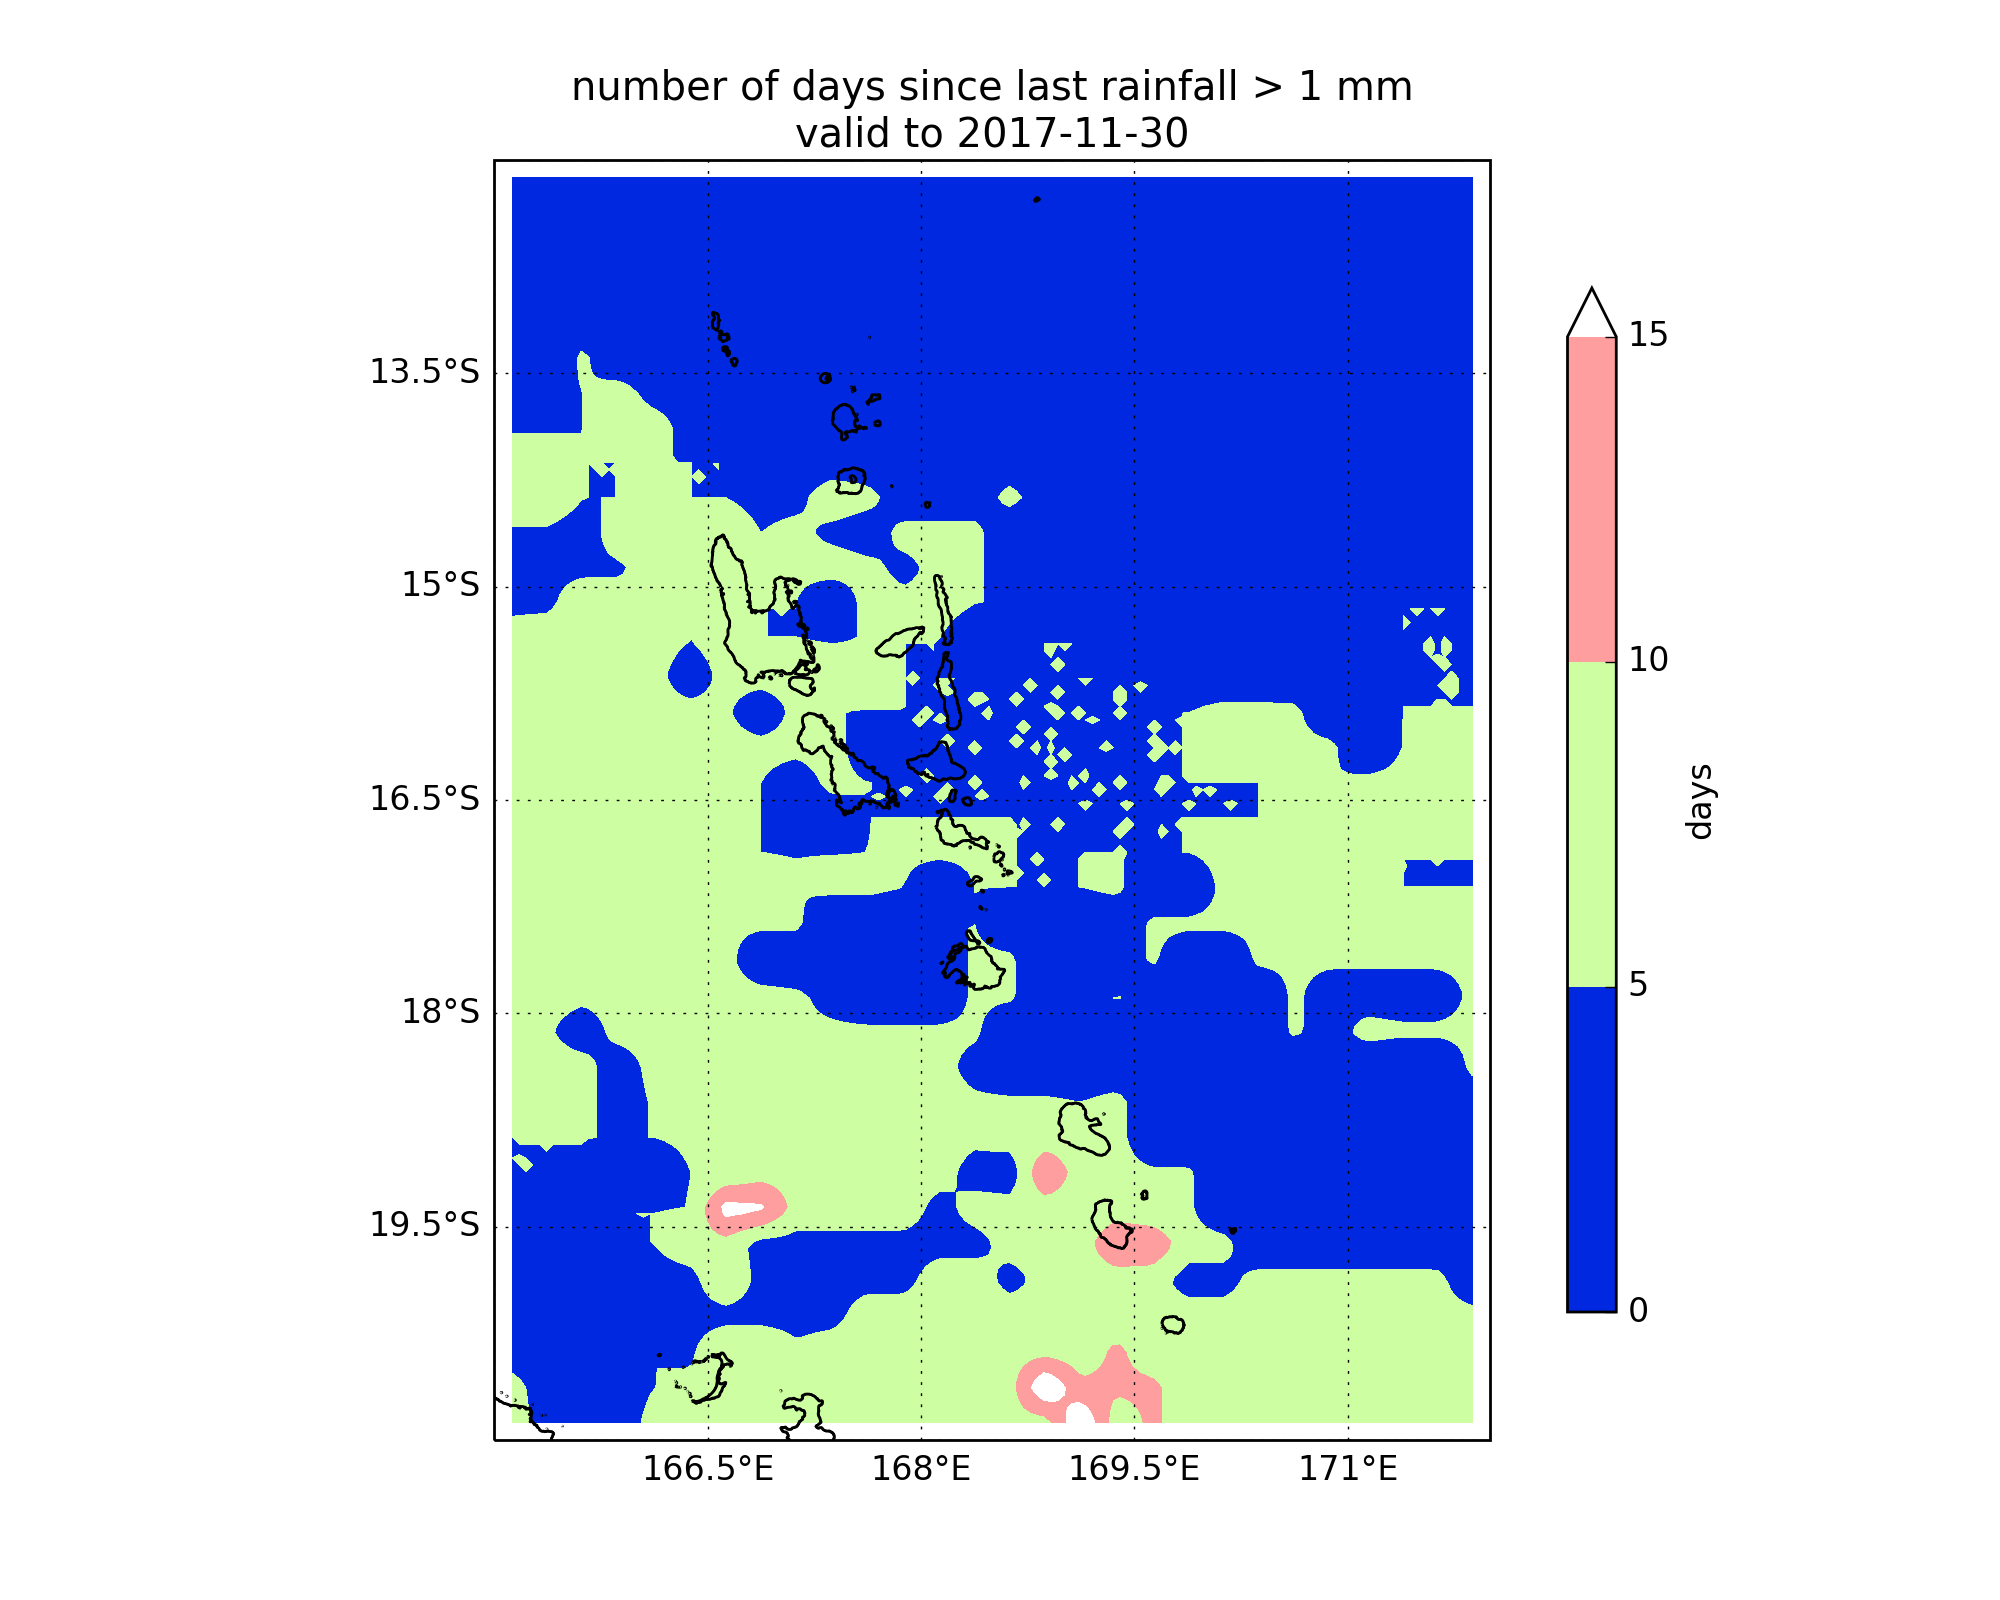 number of days since last rainfall > 1 mm
valid to 2017-11-30
13.5°S
15°S
16.5°S
18°S
19.5°S
166.5°E
168°E
169.5°E
171°E
15
10
5
0
days